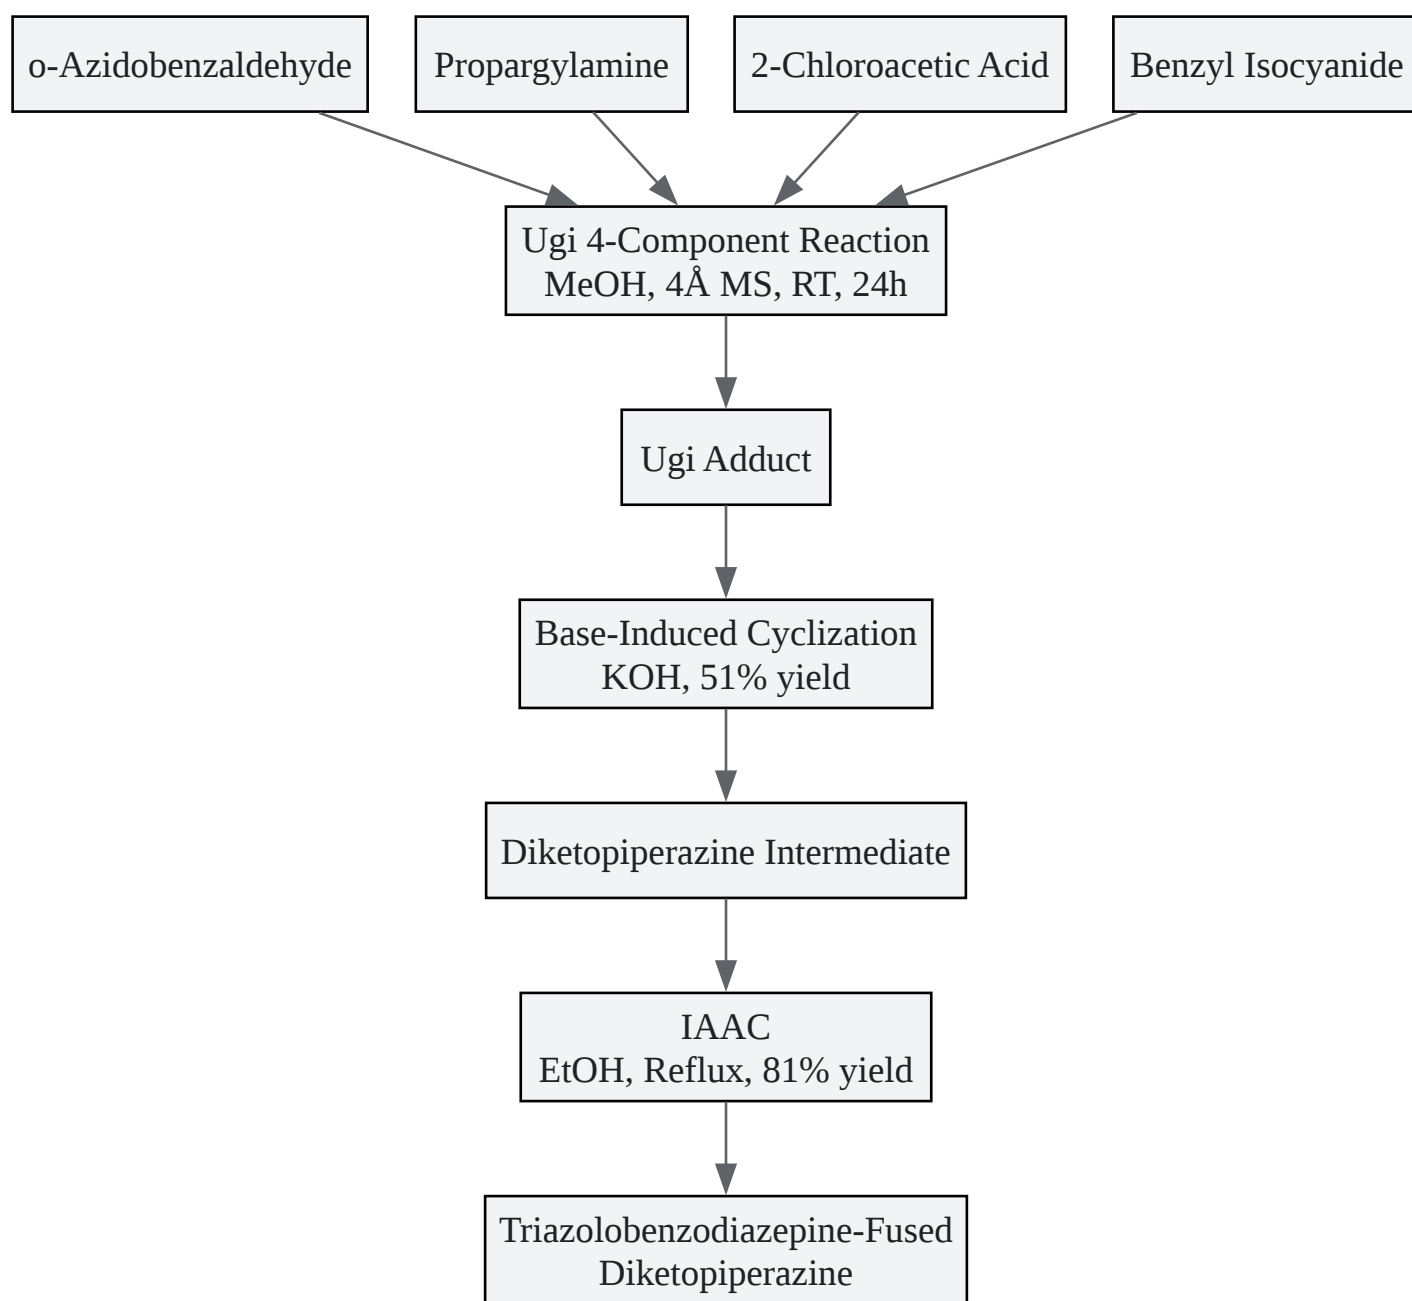 o-Azidobenzaldehyde
Propargylamine
2-Chloroacetic Acid
Benzyl Isocyanide
Ugi 4-Component Reaction
MeOH, 4Å MS, RT, 24h
Ugi Adduct
Base-Induced Cyclization
KOH, 51% yield
Diketopiperazine Intermediate
IAAC
EtOH, Reflux, 81% yield
Triazolobenzodiazepine-Fused
Diketopiperazine